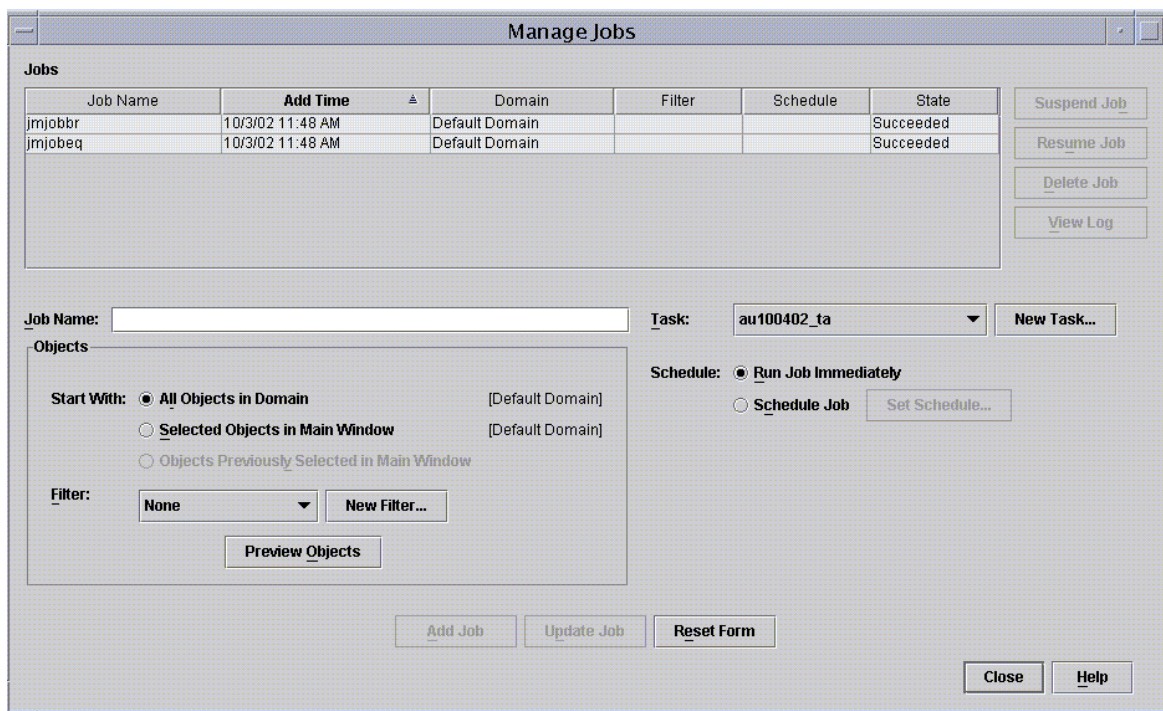 Manage Jobs
Jobs
Job Name Add Time Domain Filter Schedule State
jmjobbr 10/3/02 11:48 AM Default Domain Succeeded
jmjobeq 10/3/02 11:48 AM Default Domain Succeeded
Suspend Job
Resume Job
Delete Job
View Log
Job Name:
Task: au100402_ta New Task...
Objects
Start With: All Objects in Domain [Default Domain]
Selected Objects in Main Window [Default Domain]
Objects Previously Selected in Main Window
Filter: None New Filter...
Preview Objects
Schedule: Run Job Immediately
Schedule Job Set Schedule...
Add Job Update Job Reset Form
Close Help